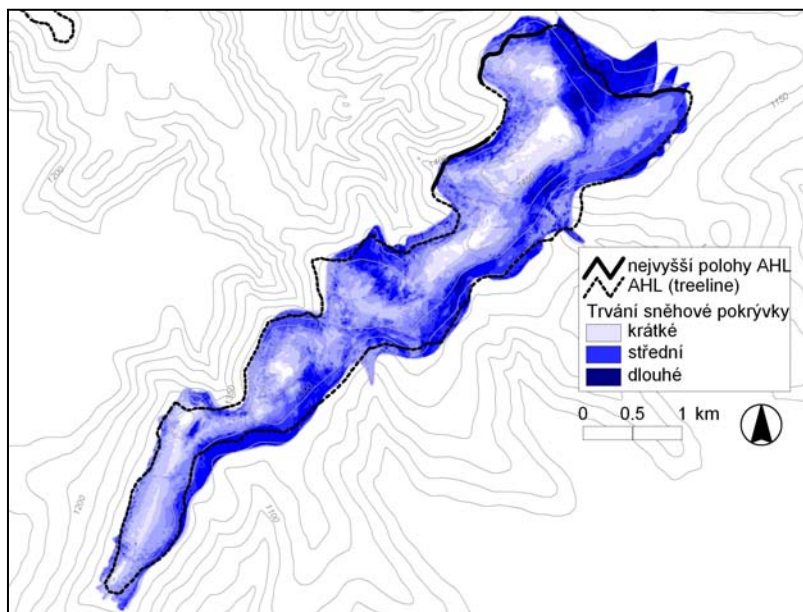 1150
1200
nejvyšší polohy AHL
AHL (treeline)
Trvání sněhové pokrývky
krátké
střední
dlouhé
0 0.5 1 km
1200
1100